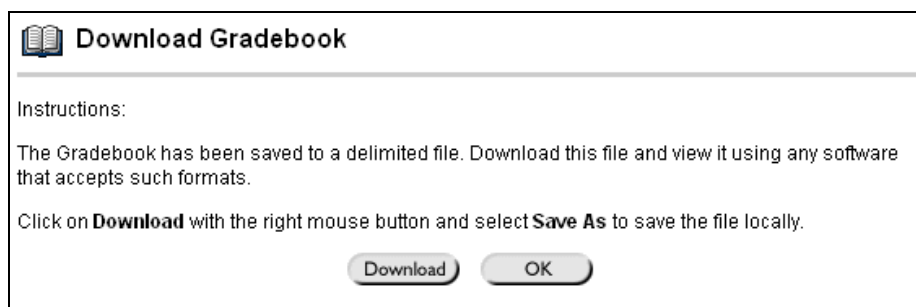 Download Gradebook
Instructions:
The Gradebook has been saved to a delimited file. Download this file and view it using any software
that accepts such formats.
Click on Download with the right mouse button and select Save As to save the file locally.
Download OK